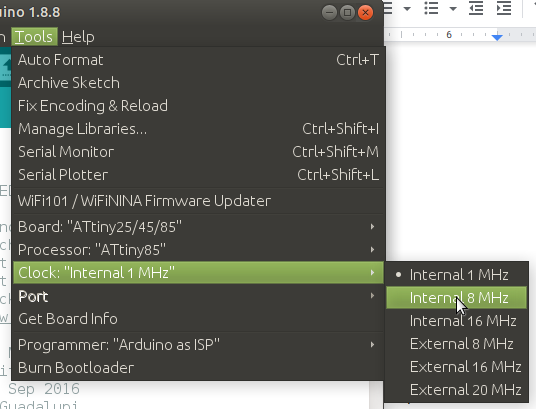 uino 1.8.8
Tools Help
6
Auto Format Ctrl+T
Archive Sketch
Fix Encoding & Reload
Manage Libraries... Ctrl+Shift+I
Serial Monitor Ctrl+Shift+M
Serial Plotter Ctrl+Shift+L
WiFi101 / WiFiNINA Firmware Updater
Board: "ATtiny25/45/85"
Processor: "ATtiny85"
Clock: "Internal 1 MHz"
Port
Get Board Info
Programmer: "Arduino as ISP"
Burn Bootloader
Internal 1 MHz
Internal 8 MHz
Internal 16 MHz
External 8 MHz
External 16 MHz
External 20 MHz
Sep 2016
Guadalupi